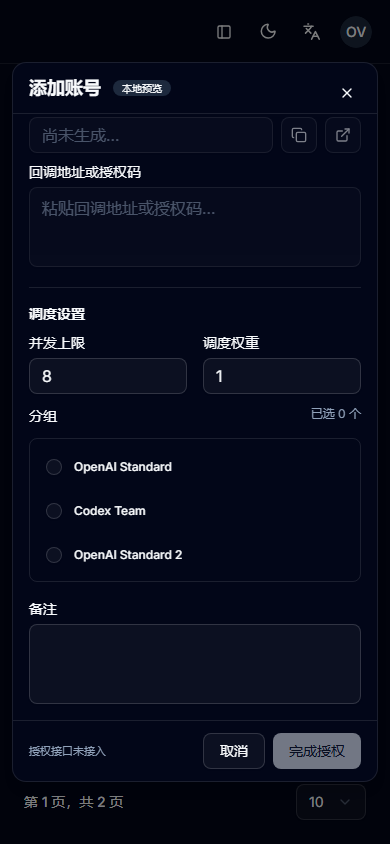 OV
添加账号 本地预览
尚未生成...
回调地址或授权码
粘贴回调地址或授权码...
调度设置
并发上限 调度权重
8 1
分组 已选 0 个
OpenAI Standard
Codex Team
OpenAI Standard 2
备注
授权接口未接入 取消 完成授权
第 1 页，共 2 页 10